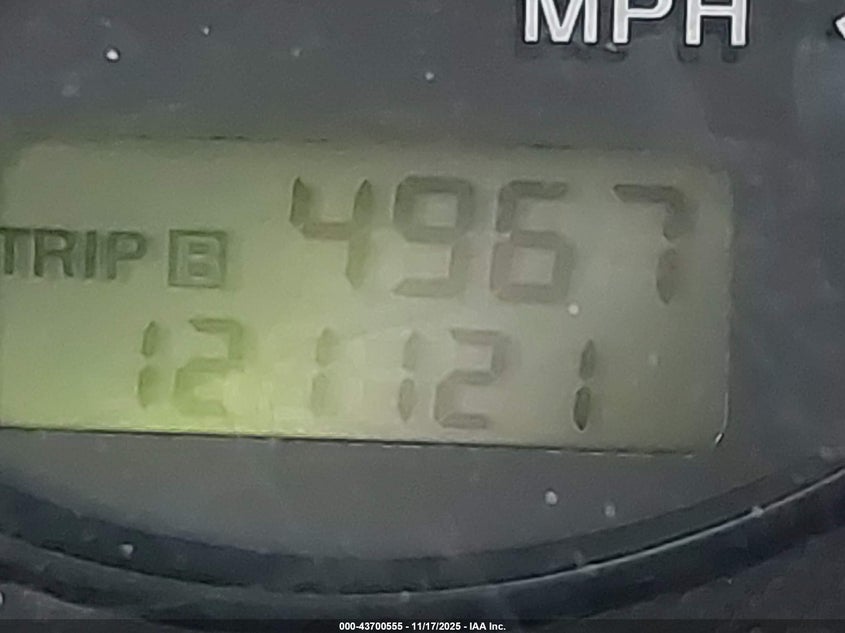 MPH
4967
TRIP B
121121
000-43700555 - 11/17/2025 - IAA Inc.